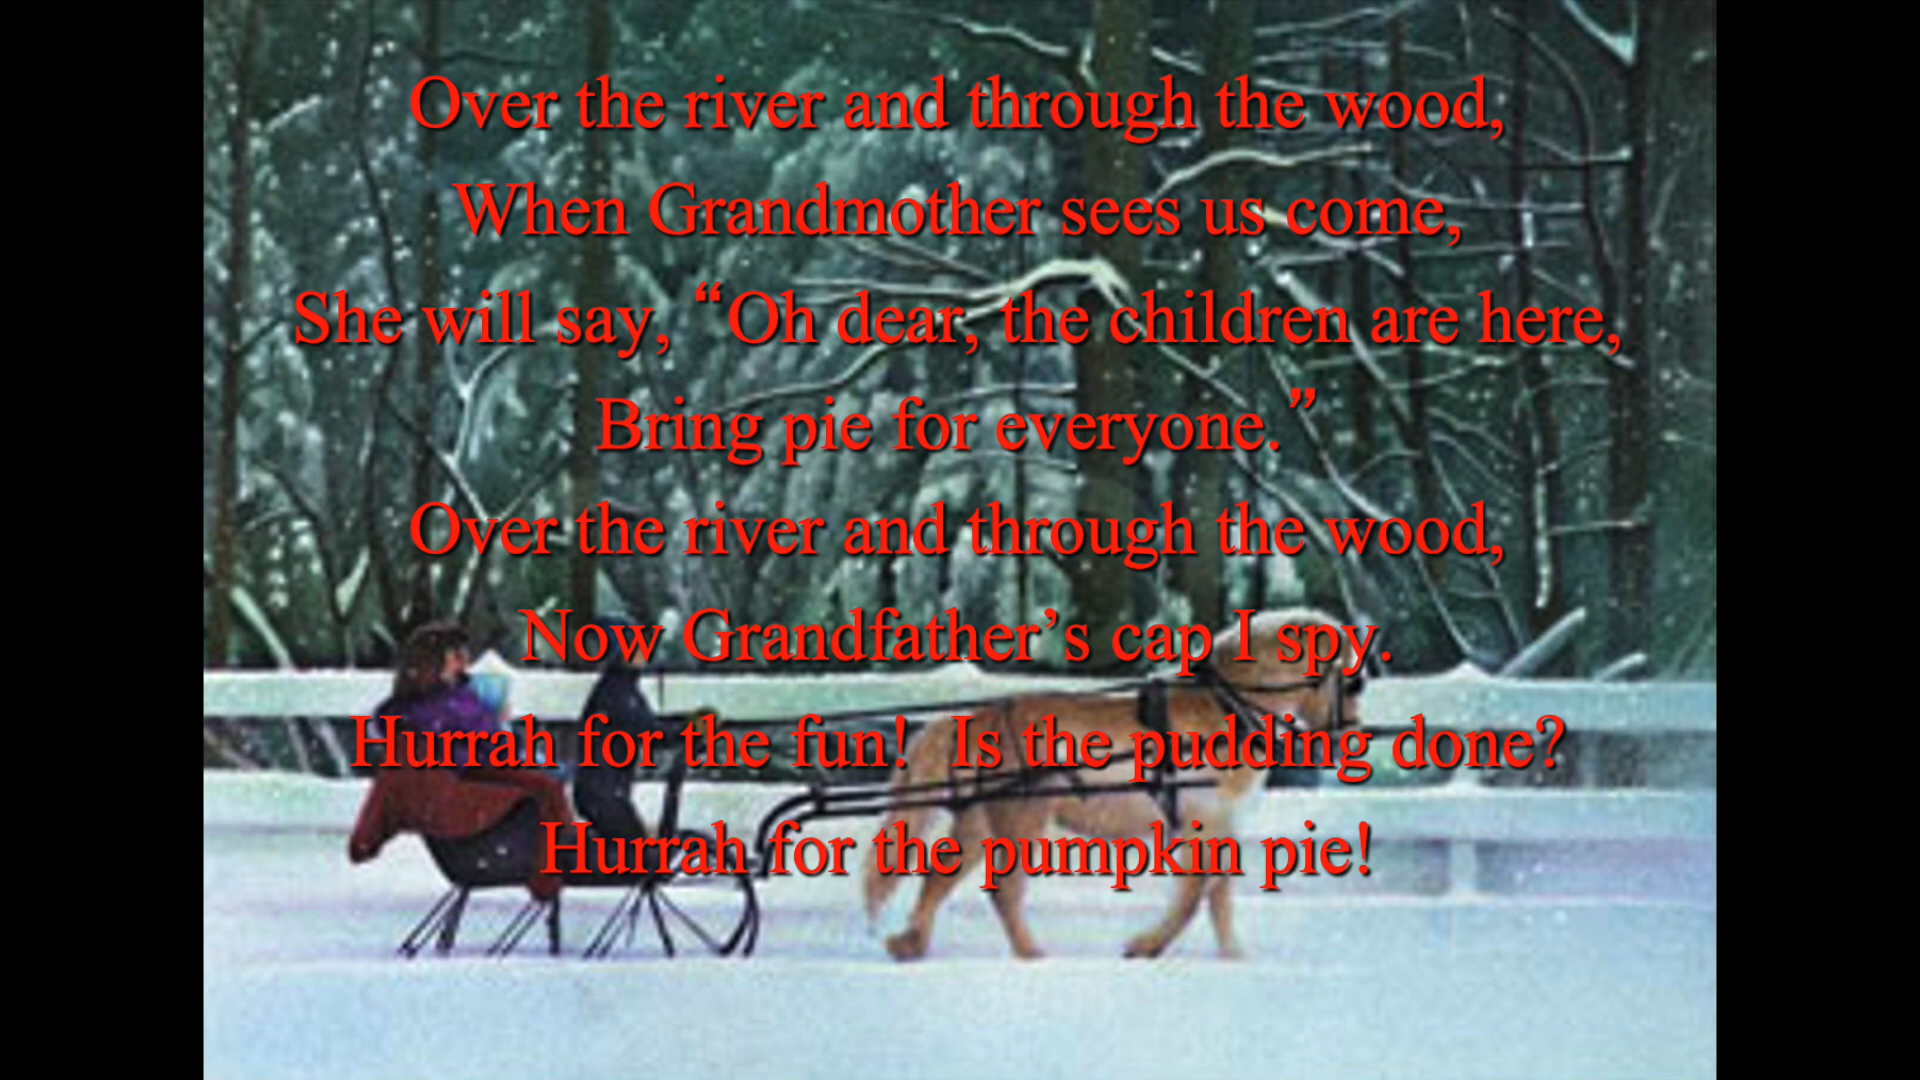 Over the river and through the wood,
When Grandmother sees us come,
She will say, “Oh dear, the children are here,
Bring pie for everyone.”
Over the river and through the wood,
Now Grandfather’s cap I spy.
Hurrah for the fun!  Is the pudding done?
Hurrah for the pumpkin pie!